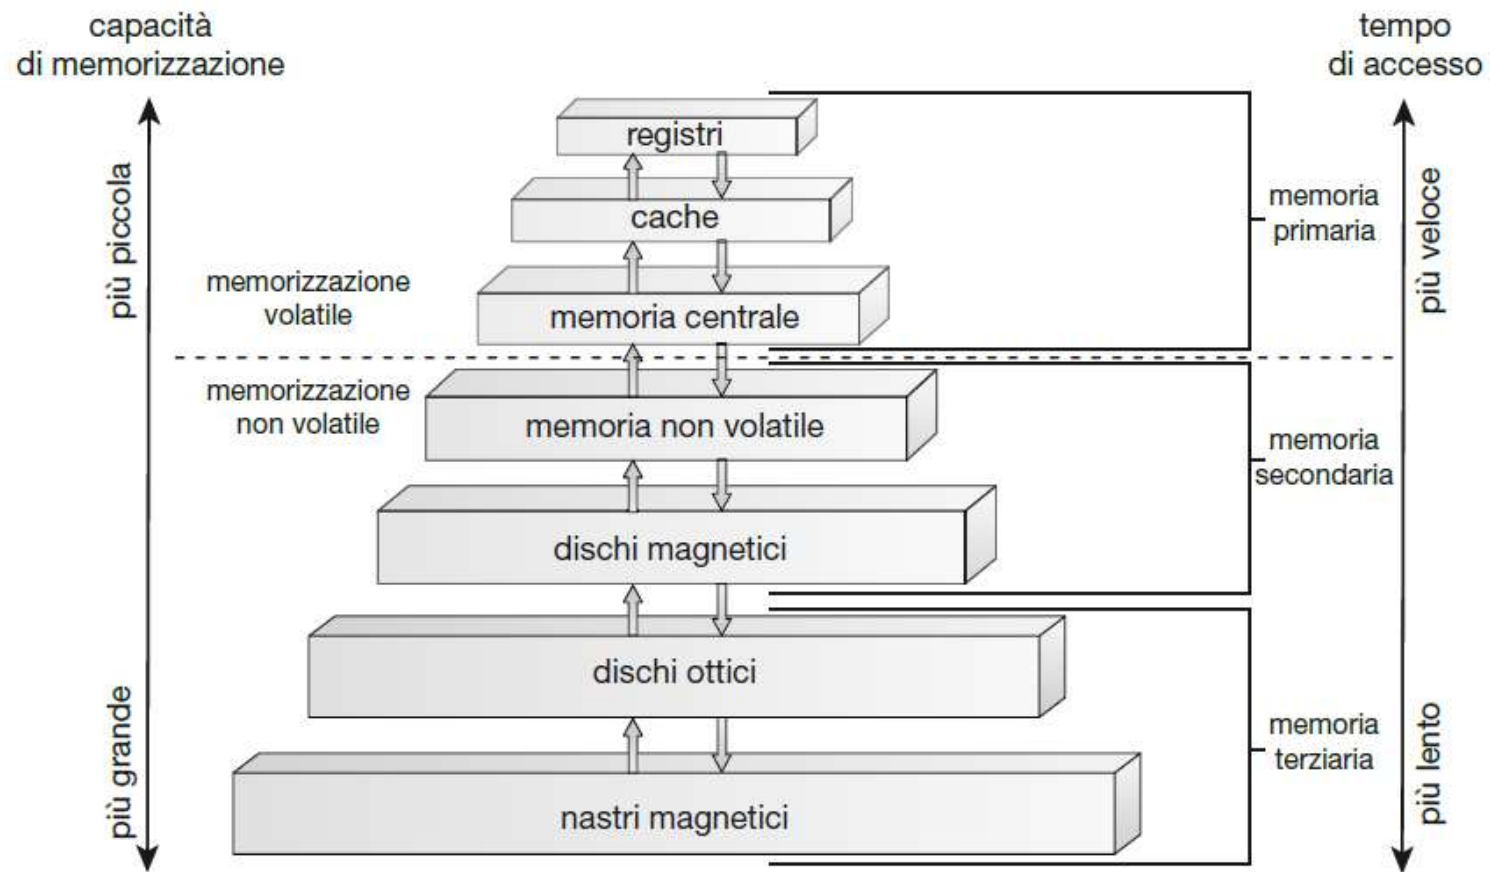 capacità
di memorizzazione
tempo
di accesso
registri
più piccola
cache
memoria
primaria
più veloce
memorizzazione
volatile
memoria centrale
memorizzazione
non volatile
memoria non volatile
memoria
secondaria
dischi magnetici
dischi ottici
più grande
memoria
terziaria
più lento
nastri magnetici